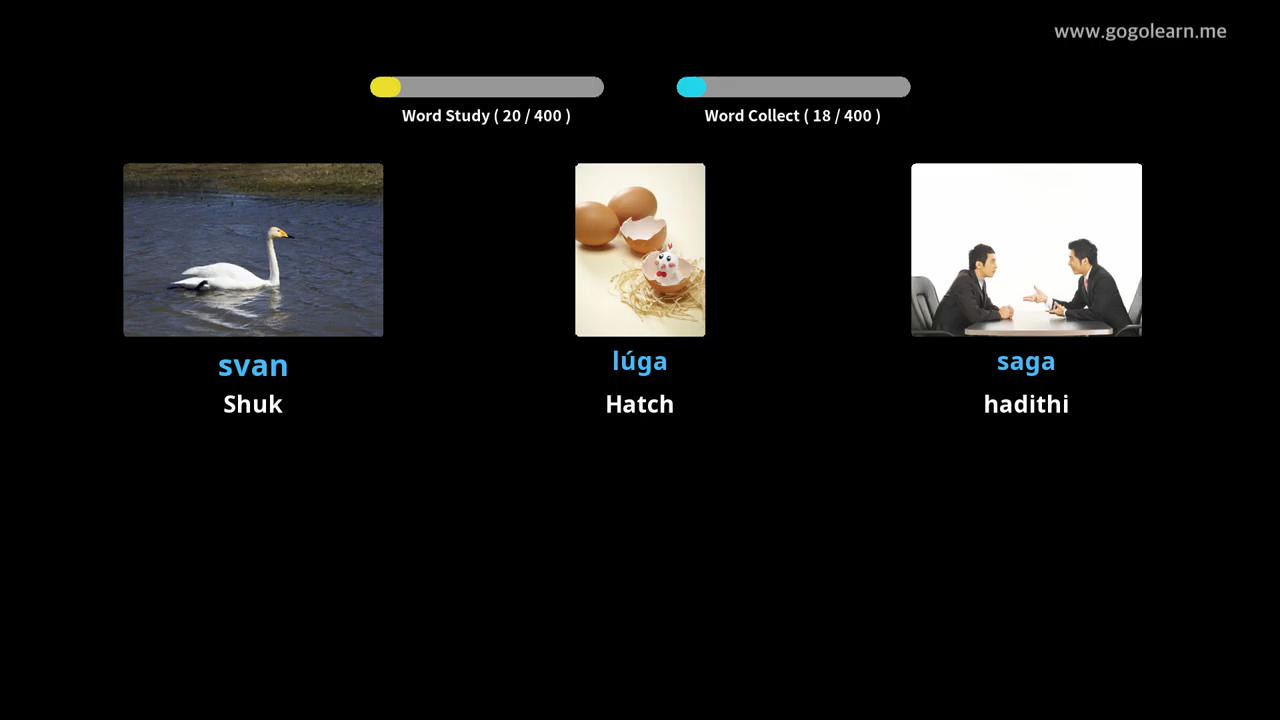 www.gogolearn.me
Word Study ( 20 / 400 )
Word Collect ( 18 / 400 )
svan
lúga
saga
Shuk
Hatch
hadithi